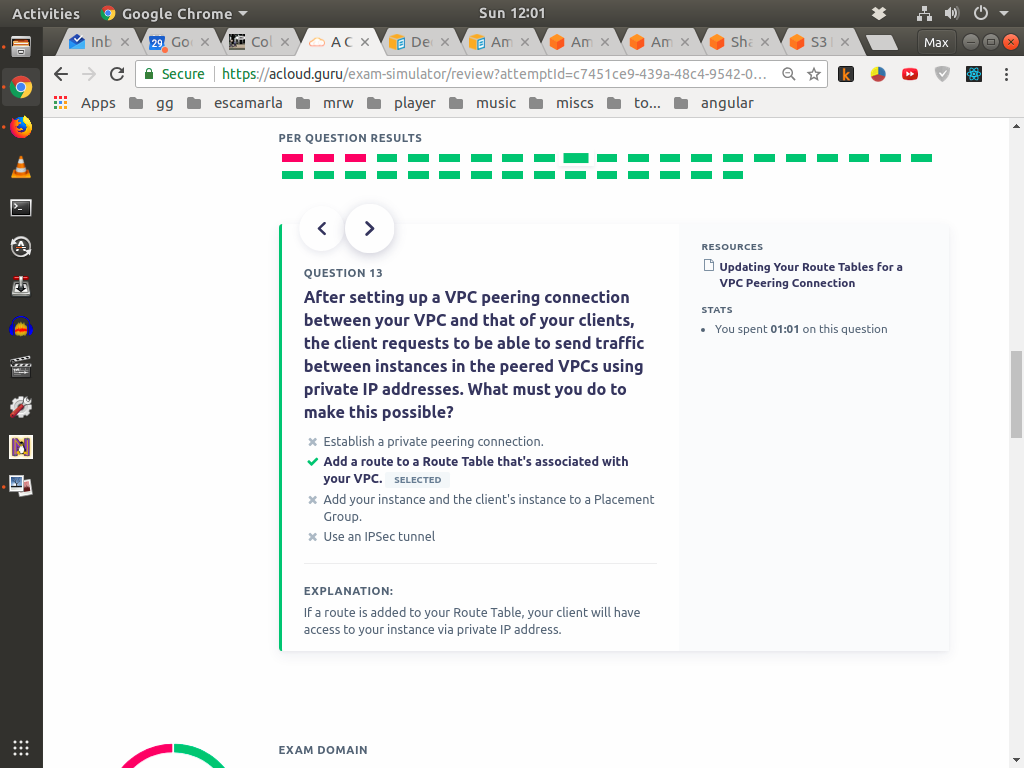 Activities
Google Chrome
Sun 12:01
Inb
29
Goo
Col
A C
Dec
Am
Am
Am
Sha
S3
Max
Secure
https://acloud.guru/exam-simulator/review?attemptId=c7451ce9-439a-48c4-9542-0...
k
Apps
gg
escamarla
mrw
player
music
miscs
to...
angular
PER QUESTION RESULTS
QUESTION 13
After setting up a VPC peering connection
between your VPC and that of your clients,
the client requests to be able to send traffic
between instances in the peered VPCs using
private IP addresses. What must you do to
make this possible?
Establish a private peering connection.
Add a route to a Route Table that's associated with
your VPC. SELECTED
Add your instance and the client's instance to a Placement
Group.
Use an IPSec tunnel
EXPLANATION:
If a route is added to your Route Table, your client will have
access to your instance via private IP address.
RESOURCES
Updating Your Route Tables for a
VPC Peering Connection
STATS
You spent 01:01 on this question
EXAM DOMAIN